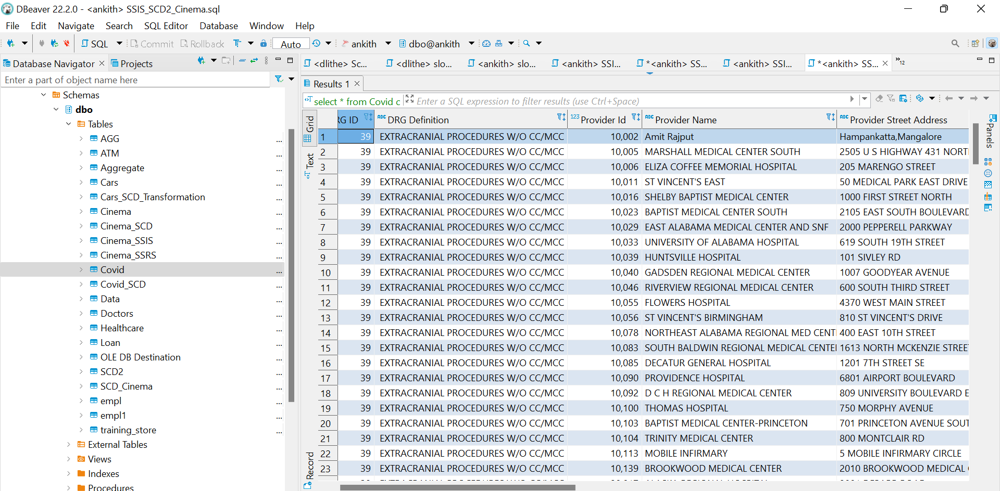 DBeaver 22.2.0 - <ankith> SSIS_SCD2_Cinema.sql
File Edit Navigate Search SQL Editor Database Window Help
SQL Commit Rollback Auto ankith dbo@ankith
Database Navigator Projects
<dlithe> Sc... <dlithe> slo... <ankith> slo... <ankith> SSI... *<ankith> SS... <ankith> SSI... *<ankith> SS... 12
Enter a part of object name here
Schemas
dbo
Tables
AGG ...
ATM ...
Aggregate ...
Cars ...
Cars_SCD_Transformation ...
Cinema ...
Cinema_SCD ...
Cinema_SSIS ...
Cinema_SSRS ...
Covid ...
Covid_SCD ...
Data ...
Doctors ...
Healthcare ...
Loan ...
OLE DB Destination ...
SCD2 ...
SCD_Cinema ...
empl ...
empl1 ...
training_store ...
External Tables
Views
Indexes
Procedures
Results 1
select * from Covid c Enter a SQL expression to filter results (use Ctrl+Space)
Grid
Text
Record
Panels
RG ID ABC DRG Definition 123 Provider Id ABC Provider Name ABC Provider Street Address
1 39 EXTRACRANIAL PROCEDURES W/O CC/MCC 10,002 Amit Rajput Hampankatta,Mangalore
2 39 EXTRACRANIAL PROCEDURES W/O CC/MCC 10,005 MARSHALL MEDICAL CENTER SOUTH 2505 U S HIGHWAY 431 NORT
3 39 EXTRACRANIAL PROCEDURES W/O CC/MCC 10,006 ELIZA COFFEE MEMORIAL HOSPITAL 205 MARENGO STREET
4 39 EXTRACRANIAL PROCEDURES W/O CC/MCC 10,011 ST VINCENT'S EAST 50 MEDICAL PARK EAST DRIVE
5 39 EXTRACRANIAL PROCEDURES W/O CC/MCC 10,016 SHELBY BAPTIST MEDICAL CENTER 1000 FIRST STREET NORTH
6 39 EXTRACRANIAL PROCEDURES W/O CC/MCC 10,023 BAPTIST MEDICAL CENTER SOUTH 2105 EAST SOUTH BOULEVARD
7 39 EXTRACRANIAL PROCEDURES W/O CC/MCC 10,029 EAST ALABAMA MEDICAL CENTER AND SNF 2000 PEPPERELL PARKWAY
8 39 EXTRACRANIAL PROCEDURES W/O CC/MCC 10,033 UNIVERSITY OF ALABAMA HOSPITAL 619 SOUTH 19TH STREET
9 39 EXTRACRANIAL PROCEDURES W/O CC/MCC 10,039 HUNTSVILLE HOSPITAL 101 SIVLEY RD
10 39 EXTRACRANIAL PROCEDURES W/O CC/MCC 10,040 GADSDEN REGIONAL MEDICAL CENTER 1007 GOODYEAR AVENUE
11 39 EXTRACRANIAL PROCEDURES W/O CC/MCC 10,046 RIVERVIEW REGIONAL MEDICAL CENTER 600 SOUTH THIRD STREET
12 39 EXTRACRANIAL PROCEDURES W/O CC/MCC 10,055 FLOWERS HOSPITAL 4370 WEST MAIN STREET
13 39 EXTRACRANIAL PROCEDURES W/O CC/MCC 10,056 ST VINCENT'S BIRMINGHAM 810 ST VINCENT'S DRIVE
14 39 EXTRACRANIAL PROCEDURES W/O CC/MCC 10,078 NORTHEAST ALABAMA REGIONAL MED CENT 400 EAST 10TH STREET
15 39 EXTRACRANIAL PROCEDURES W/O CC/MCC 10,083 SOUTH BALDWIN REGIONAL MEDICAL CENTE 1613 NORTH MCKENZIE STREE
16 39 EXTRACRANIAL PROCEDURES W/O CC/MCC 10,085 DECATUR GENERAL HOSPITAL 1201 7TH STREET SE
17 39 EXTRACRANIAL PROCEDURES W/O CC/MCC 10,090 PROVIDENCE HOSPITAL 6801 AIRPORT BOULEVARD
18 39 EXTRACRANIAL PROCEDURES W/O CC/MCC 10,092 D C H REGIONAL MEDICAL CENTER 809 UNIVERSITY BOULEVARD E
19 39 EXTRACRANIAL PROCEDURES W/O CC/MCC 10,100 THOMAS HOSPITAL 750 MORPHY AVENUE
20 39 EXTRACRANIAL PROCEDURES W/O CC/MCC 10,103 BAPTIST MEDICAL CENTER-PRINCETON 701 PRINCETON AVENUE SOUT
21 39 EXTRACRANIAL PROCEDURES W/O CC/MCC 10,104 TRINITY MEDICAL CENTER 800 MONTCLAIR RD
22 39 EXTRACRANIAL PROCEDURES W/O CC/MCC 10,113 MOBILE INFIRMARY 5 MOBILE INFIRMARY CIRCLE
23 39 EXTRACRANIAL PROCEDURES W/O CC/MCC 10,139 BROOKWOOD MEDICAL CENTER 2010 BROOKWOOD MEDICAL